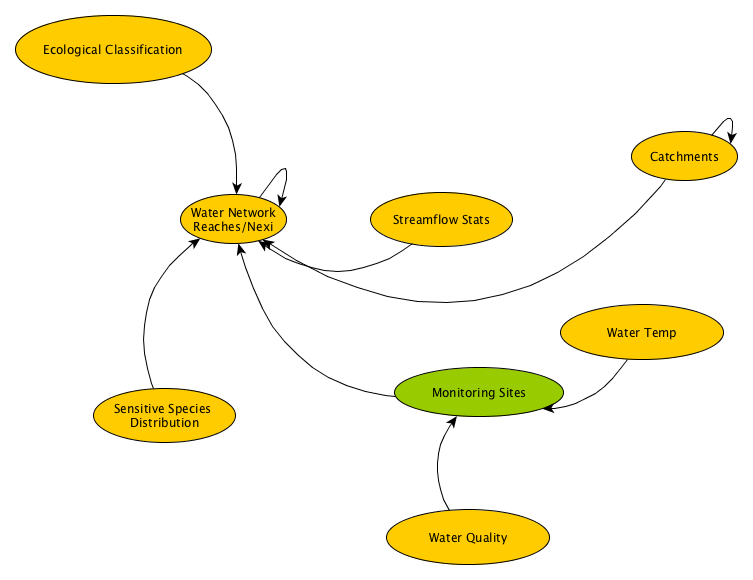 Ecological Classification
Catchments
Water Network
Reaches/Nexi
Streamflow Stats
Water Temp
Monitoring Sites
Sensitive Species
Distribution
Water Quality